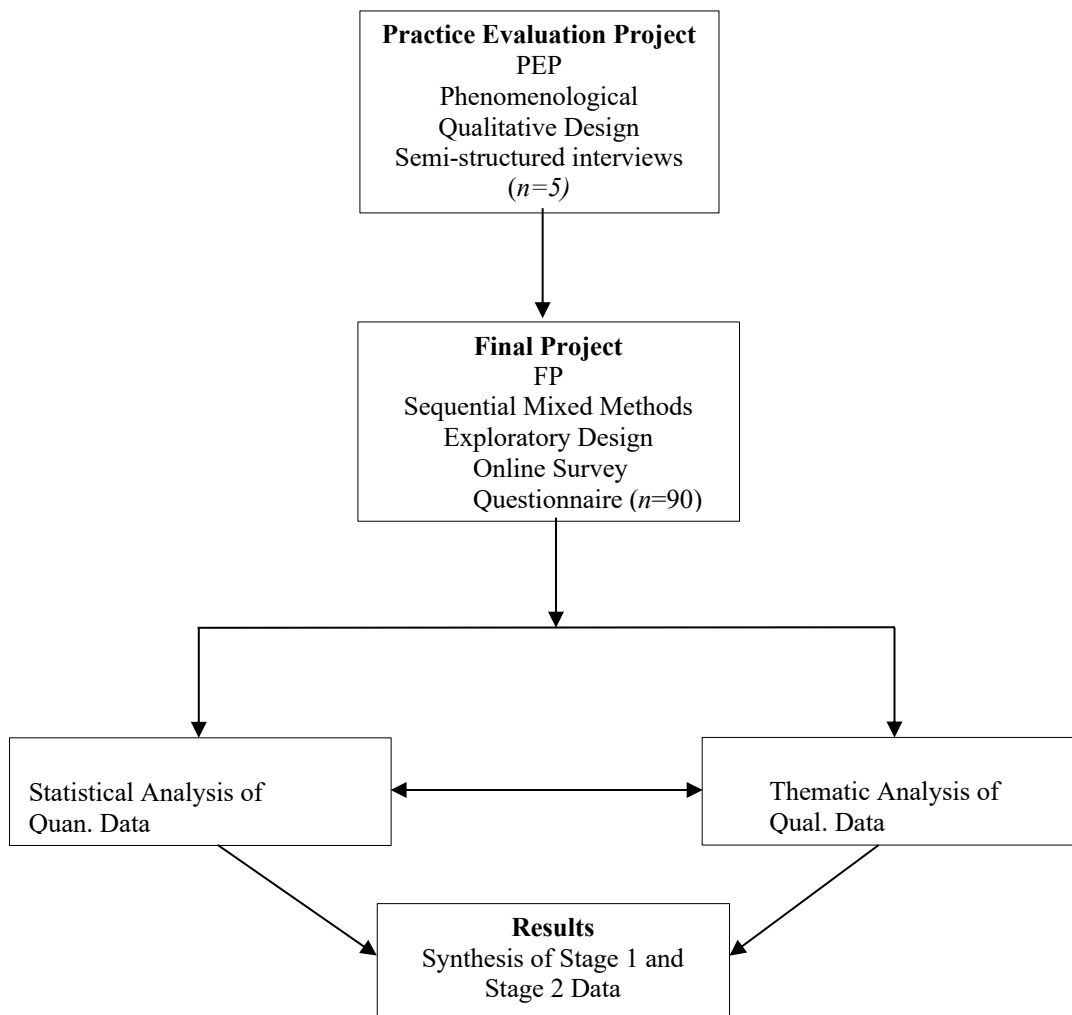 Practice Evaluation Project
PEP
Phenomenological
Qualitative Design
Semi-structured interviews
(n=5)
Final Project
FP
Sequential Mixed Methods
Exploratory Design
Online Survey
Questionnaire (n=90)
Statistical Analysis of
Quan. Data
Thematic Analysis of
Qual. Data
Results
Synthesis of Stage 1 and
Stage 2 Data